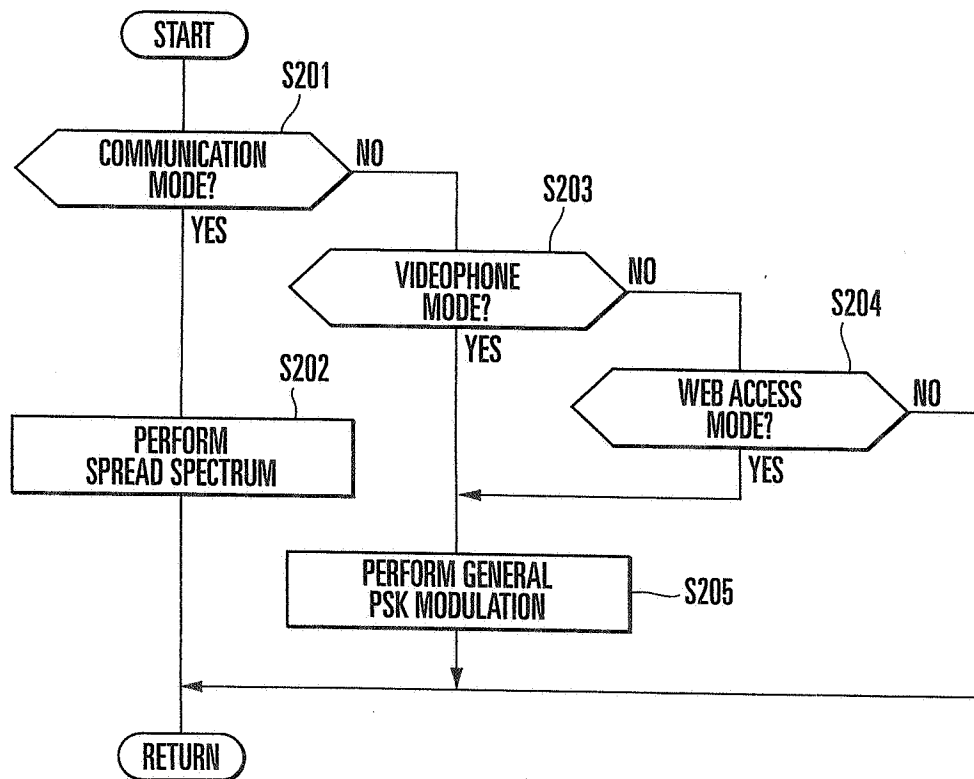 START
S201
COMMUNICATION
MODE?
NO
YES
S203
VIDEOPHONE
MODE?
NO
YES
S204
WEB ACCESS
MODE?
NO
YES
S202
PERFORM
SPREAD SPECTRUM
PERFORM GENERAL
PSK MODULATION
S205
RETURN